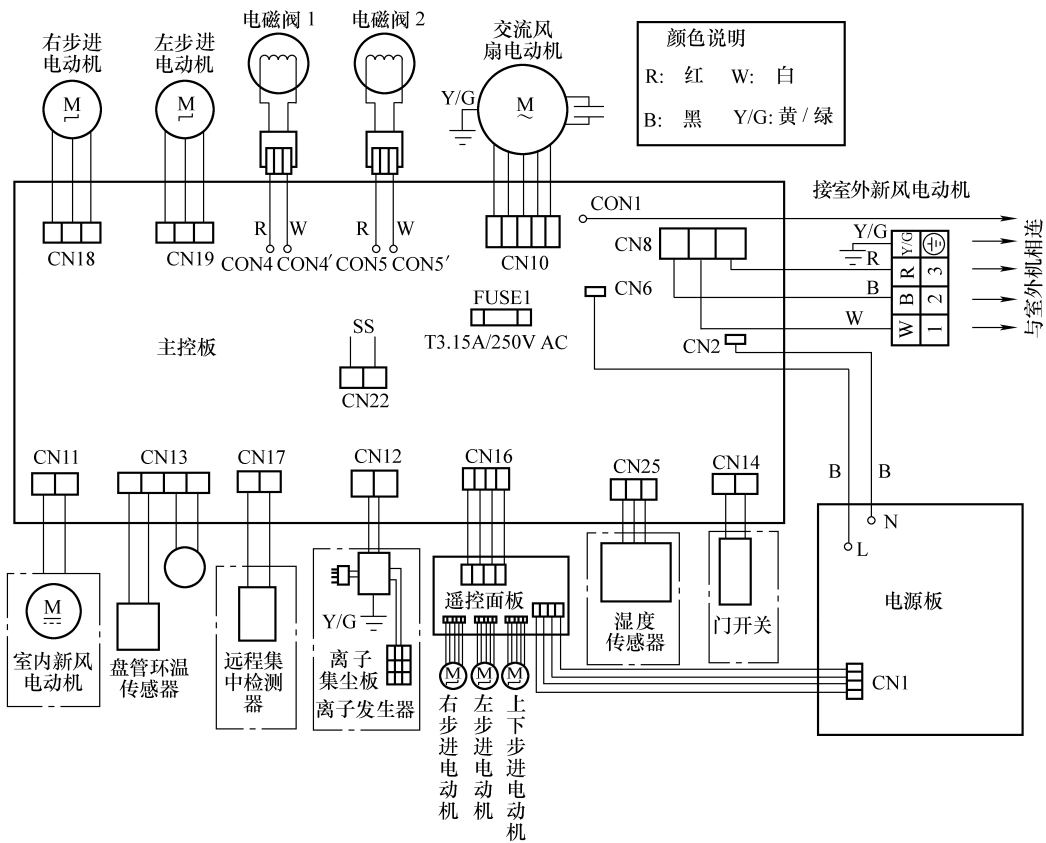 电磁阀 1
电磁阀 2
右步进
电动机
左步进
电动机
交流风
扇电动机
颜色说明
R: 红 W: 白
B: 黑 Y/G: 黄 / 绿
M
M
Y/G
M
~
接室外新风电动机
CON1
R
W
R
W
CN18
CN19
CON4
CON4′
CON5
CON5′
CN10
CN8
Y/G
Y/G
R
R
3
B
B
2
W
W
1
与室外机相连
CN6
FUSE1
T3.15A/250V AC
CN2
主控板
SS
CN22
CN11
CN13
CN17
CN12
CN16
CN25
CN14
B
B
N
L
电源板
M
室内新风
电动机
盘管环温
传感器
远程集
中检测
器
Y/G
离子
集尘板
离子发生器
遥控面板
M
M
M
右步进电动机
左步进电动机
上下步进电动机
湿度
传感器
门开关
CN1